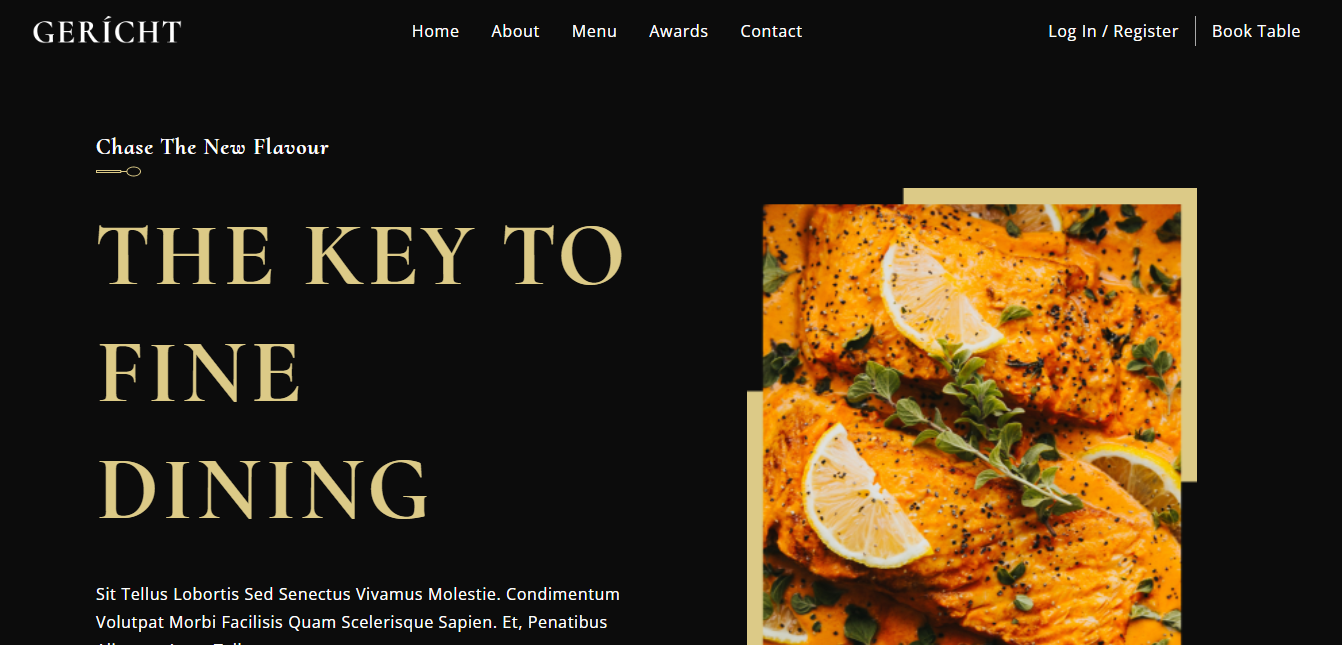 GERÍCHT
Home About Menu Awards Contact
Log In / Register Book Table
Chase The New Flavour
THE KEY TO
FINE
DINING
Sit Tellus Lobortis Sed Senectus Vivamus Molestie. Condimentum
Volutpat Morbi Facilisis Quam Scelerisque Sapien. Et, Penatibus